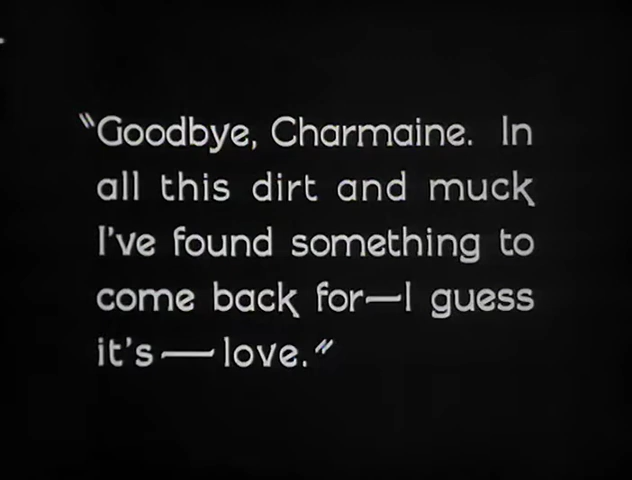 "Goodbye, Charmaine. In
all this dirt and muck
I've found something to
come back for—I guess
it's—love."